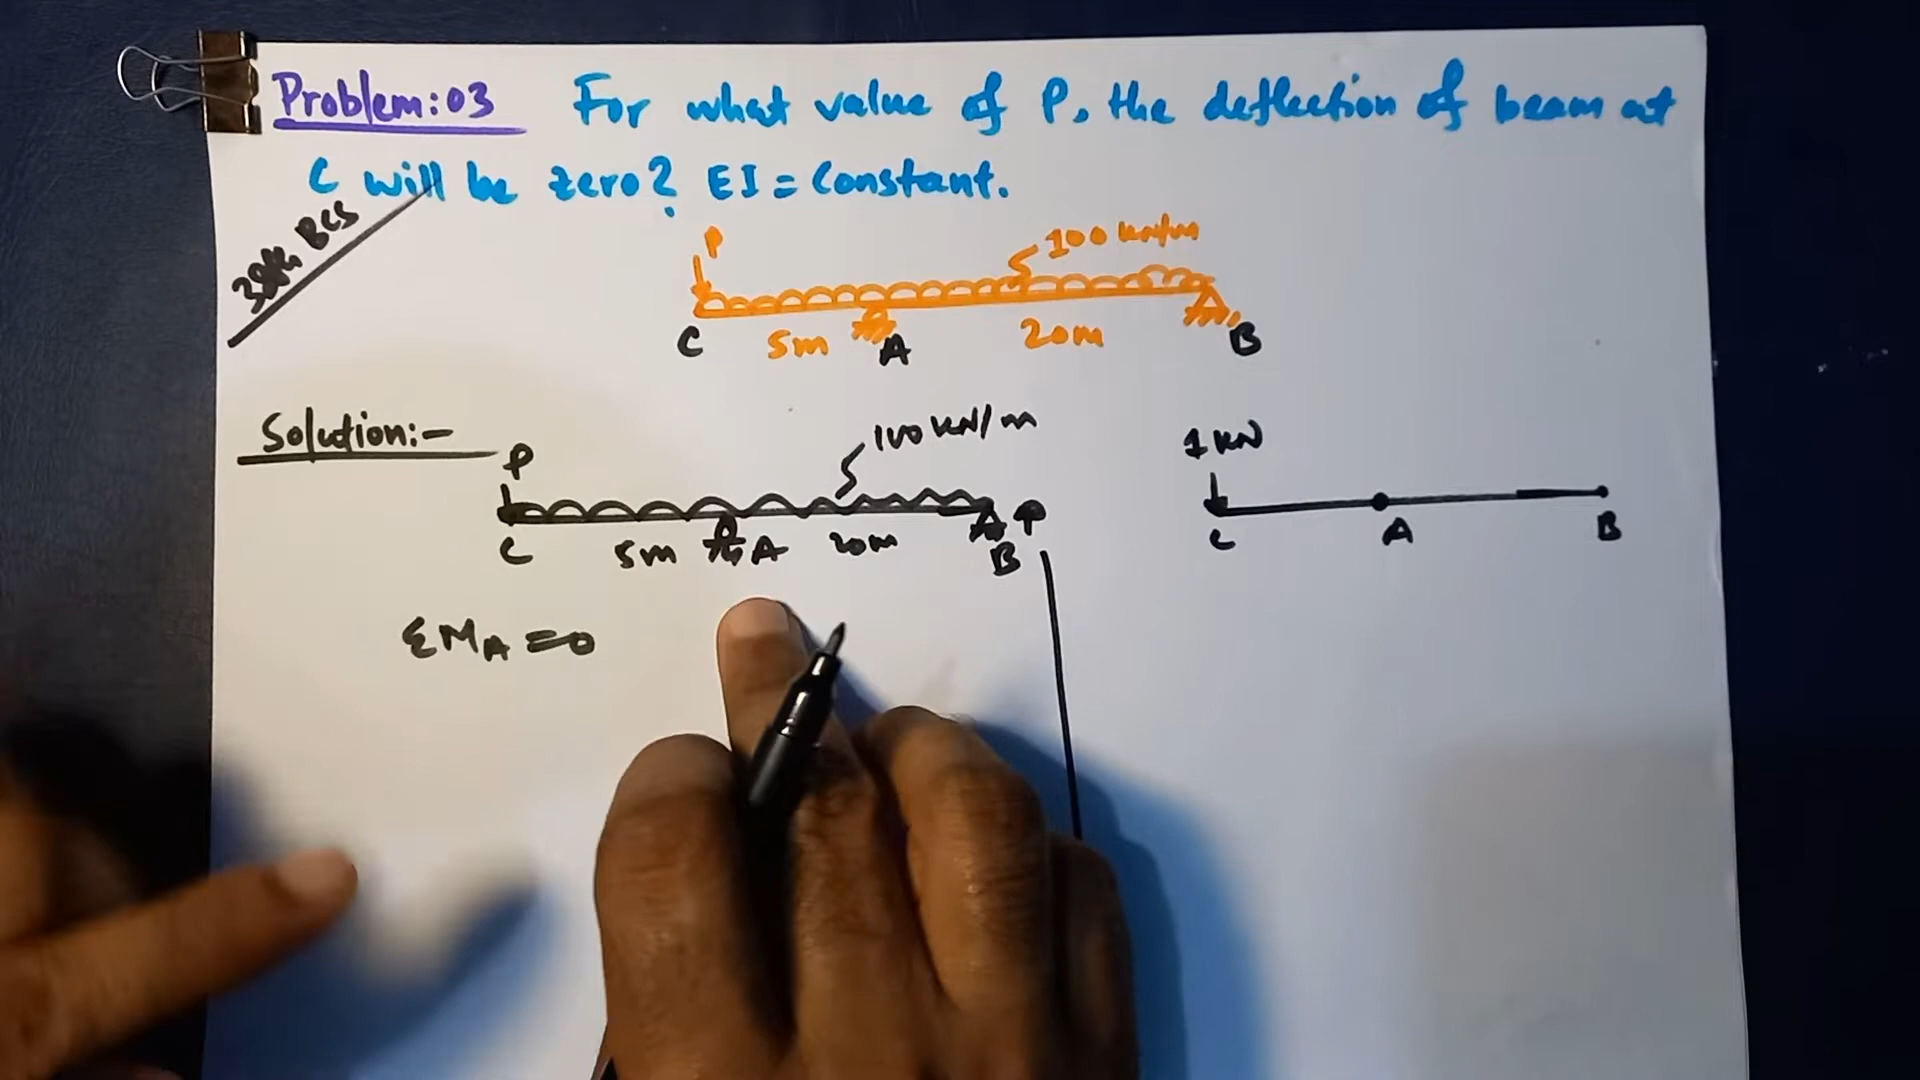 Problem:03 For what value of P, the deflection of beam at
C will be zero? EI = Constant.
38th BCS
P
100 kN/m
C 5m A 20m B
Solution:-
P
100 kN/m
C 5m A 20m B
1 kN
C A B
ΣMA=0